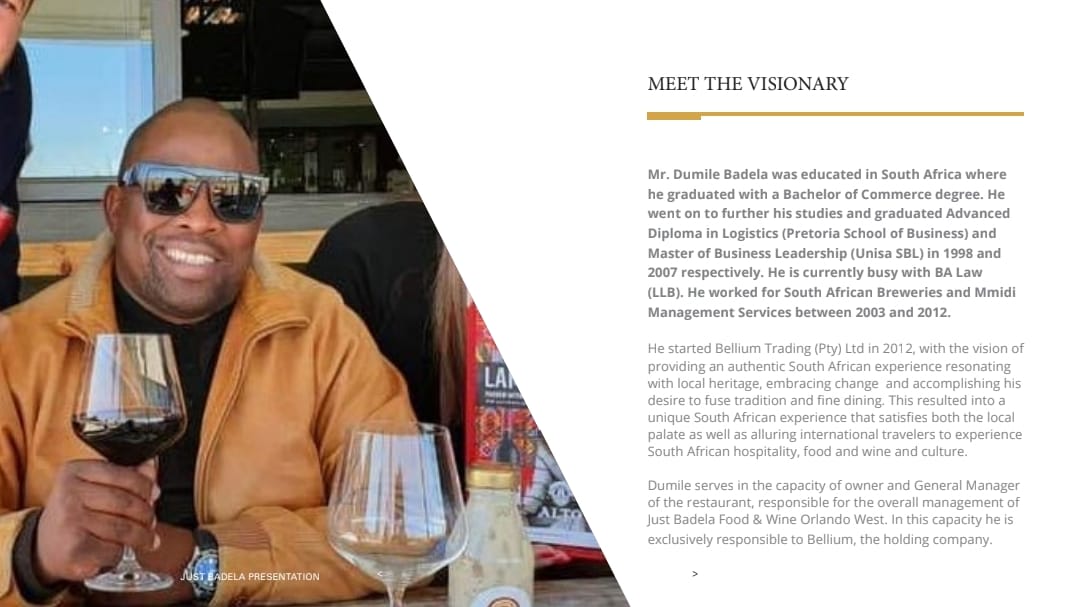 MEET THE VISIONARY
Mr. Dumile Badela was educated in South Africa where
he graduated with a Bachelor of Commerce degree. He
went on to further his studies and graduated Advanced
Diploma in Logistics (Pretoria School of Business) and
Master of Business Leadership (Unisa SBL) in 1998 and
2007 respectively. He is currently busy with BA Law
(LLB). He worked for South African Breweries and Mmidi
Management Services between 2003 and 2012.
He started Bellium Trading (Pty) Ltd in 2012, with the vision of
providing an authentic South African experience resonating
with local heritage, embracing change  and accomplishing his
desire to fuse tradition and fine dining. This resulted into a
unique South African experience that satisfies both the local
palate as well as alluring international travelers to experience
South African hospitality, food and wine and culture.
Dumile serves in the capacity of owner and General Manager
of the restaurant, responsible for the overall management of
Just Badela Food & Wine Orlando West. In this capacity he is
exclusively responsible to Bellium, the holding company.
LA
ALTO
JUST BADELA PRESENTATION
< >